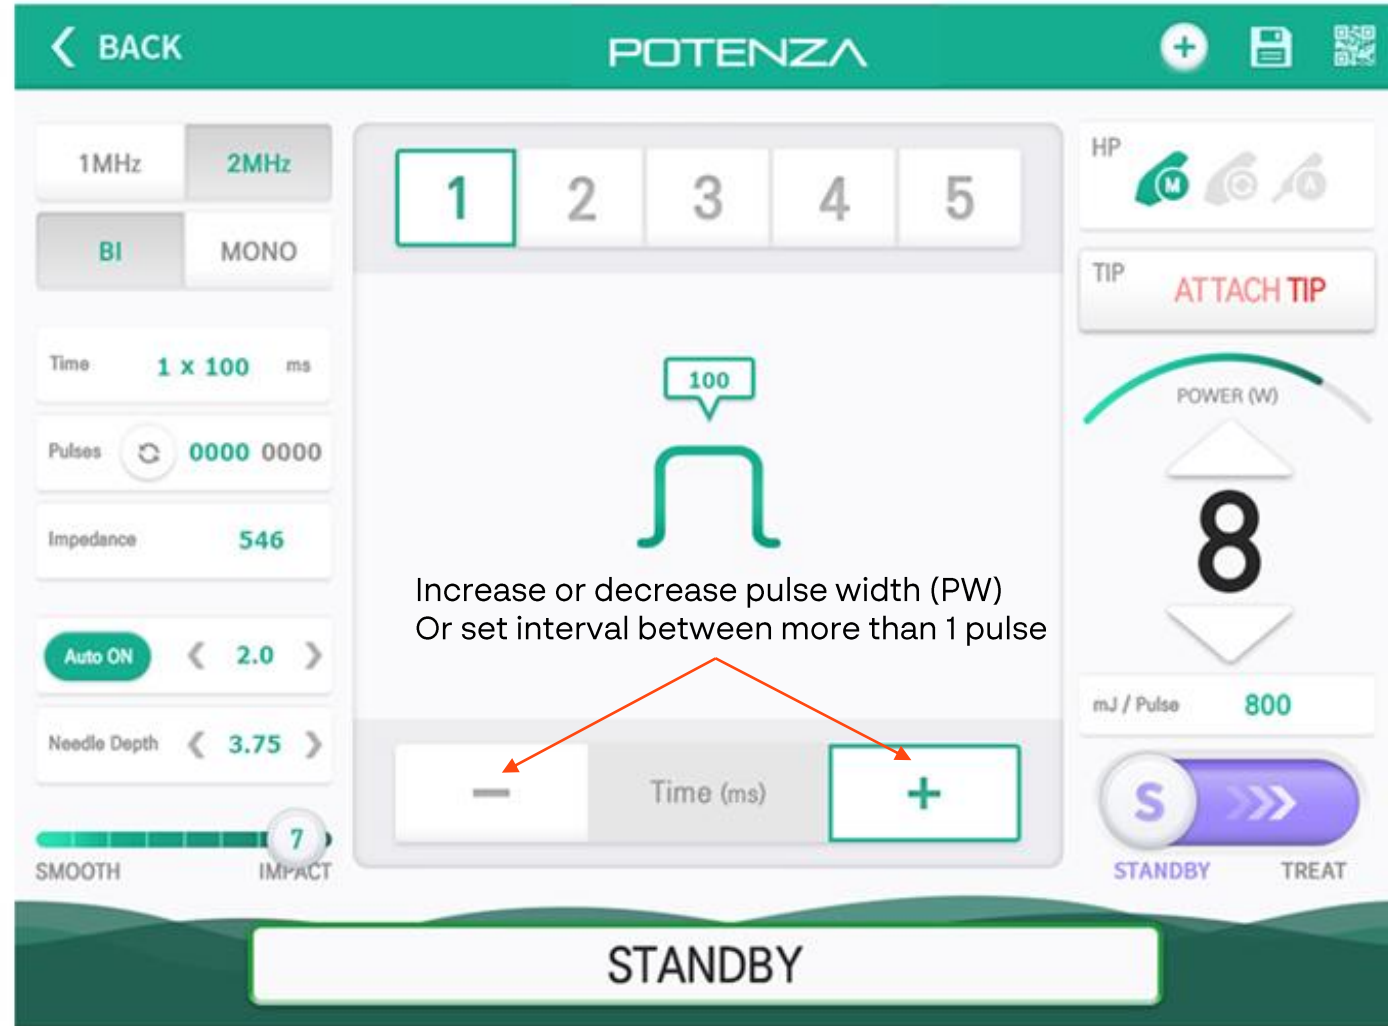 BACK
POTENZA
1MHz 2MHz
BI MONO
Time 1 x 100 ms
Pulses 0000 0000
Impedance 546
Auto ON 2.0
Needle Depth 3.75
7
SMOOTH IMPACT
1 2 3 4 5
100
Increase or decrease pulse width (PW)
Or set interval between more than 1 pulse
− Time (ms) +
HP M A
TIP ATTACH TIP
POWER (W)
8
mJ / Pulse 800
S
STANDBY TREAT
STANDBY